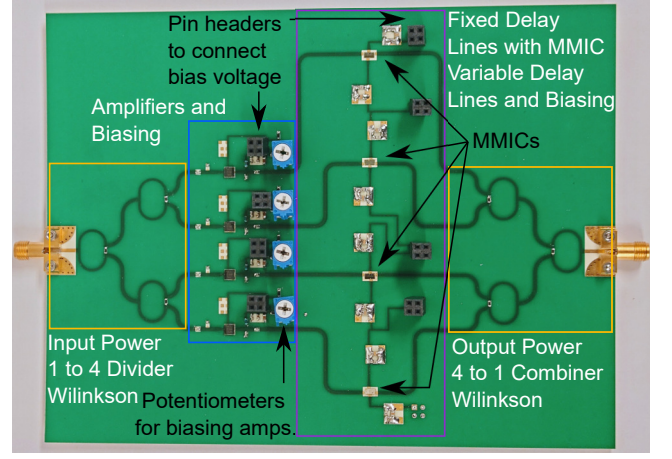 Pin headers
to connect
bias voltage
Fixed Delay
Lines with MMIC
Variable Delay
Lines and Biasing
Amplifiers and
Biasing
MMICs
Input Power
1 to 4 Divider
Wilinkson
Potentiometers
for biasing amps.
Output Power
4 to 1 Combiner
Wilinkson